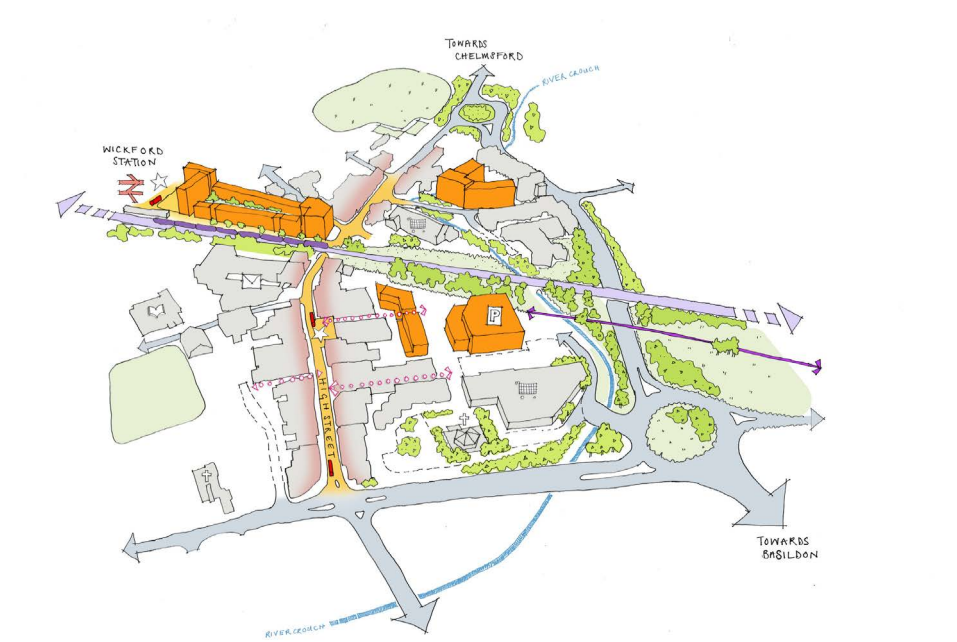 TOWARDS
CHELMSFORD
RIVER CROUCH
WICKFORD
STATION
P
HIGH STREET
TOWARDS
BASILDON
RIVER CROUCH